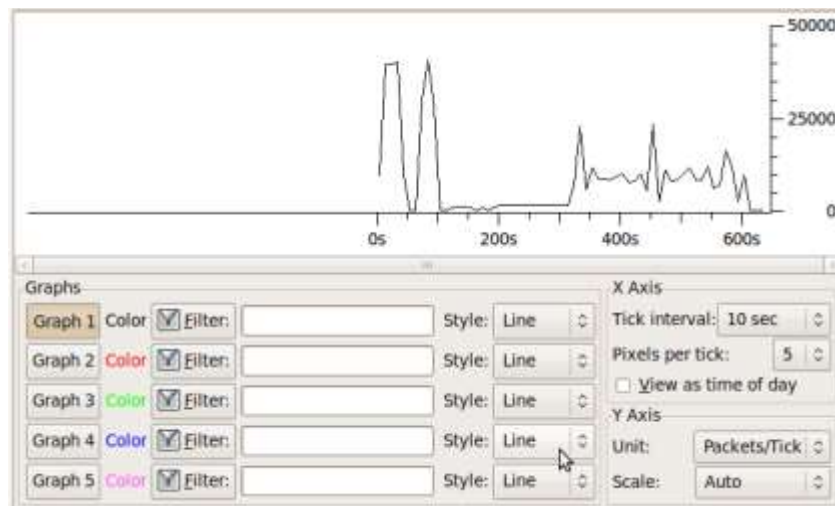 50000
25000
0
0s 200s 400s 600s
Graphs
Graph 1 Color Filter: Style: Line
Graph 2 Color Filter: Style: Line
Graph 3 Color Filter: Style: Line
Graph 4 Color Filter: Style: Line
Graph 5 Color Filter: Style: Line
X Axis
Tick interval: 10 sec
Pixels per tick: 5
View as time of day
Y Axis
Unit: Packets/Tick
Scale: Auto